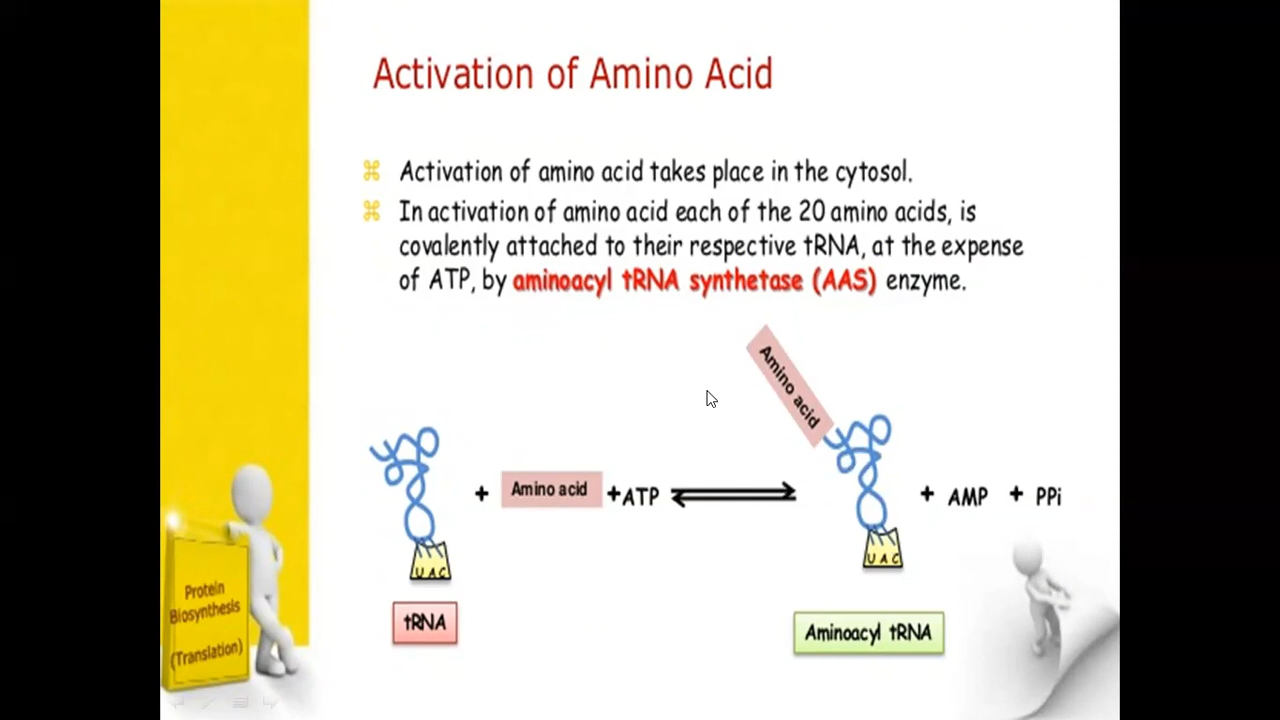 Activation of Amino Acid
⌘ Activation of amino acid takes place in the cytosol.
⌘ In activation of amino acid each of the 20 amino acids, is
covalently attached to their respective tRNA, at the expense
of ATP, by aminoacyl tRNA synthetase (AAS) enzyme.
Amino acid
+ Amino acid +ATP
+ AMP + PPi
UAC
UAC
tRNA
Aminoacyl tRNA
Protein
Biosynthesis
(Translation)